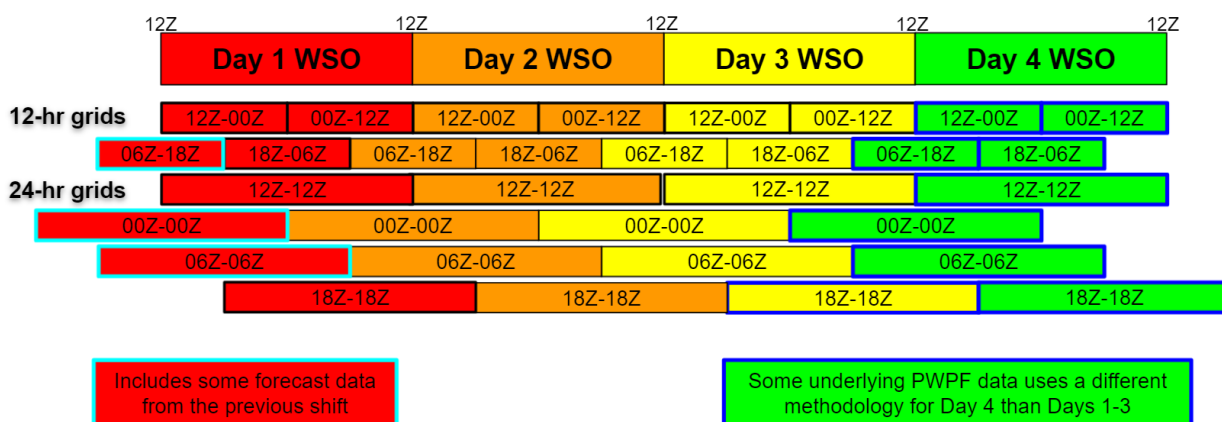 12Z 12Z 12Z 12Z 12Z
Day 1 WSO Day 2 WSO Day 3 WSO Day 4 WSO
12-hr grids 12Z-00Z 00Z-12Z 12Z-00Z 00Z-12Z 12Z-00Z 00Z-12Z 12Z-00Z 00Z-12Z
06Z-18Z 18Z-06Z 06Z-18Z 18Z-06Z 06Z-18Z 18Z-06Z 06Z-18Z 18Z-06Z
24-hr grids 12Z-12Z 12Z-12Z 12Z-12Z 12Z-12Z
00Z-00Z 00Z-00Z 00Z-00Z 00Z-00Z
06Z-06Z 06Z-06Z 06Z-06Z 06Z-06Z
18Z-18Z 18Z-18Z 18Z-18Z 18Z-18Z
Includes some forecast data
from the previous shift
Some underlying PWPF data uses a different
methodology for Day 4 than Days 1-3